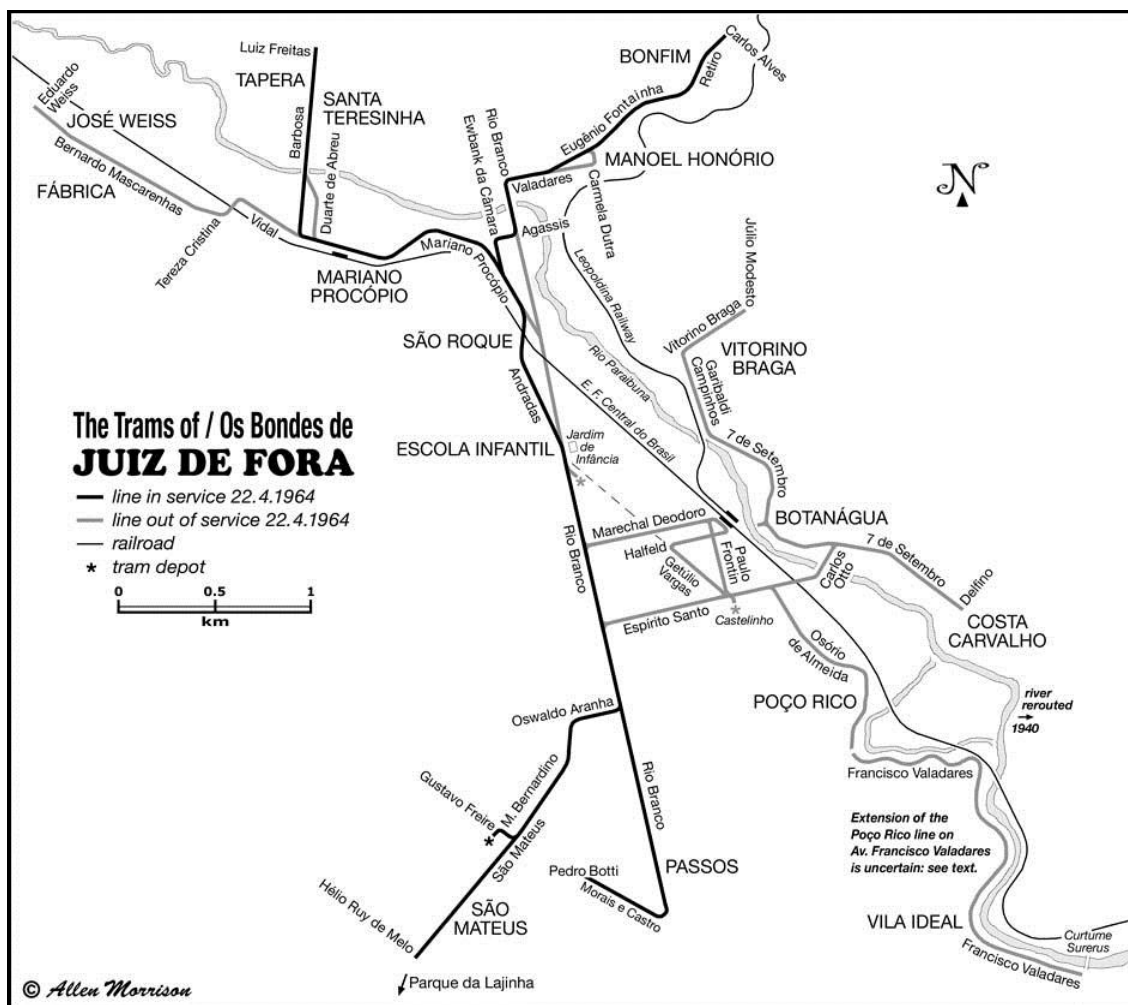 Luiz Freitas
TAPERA
SANTA
TERESINHA
Barbosa
Duarte de Abreu
Eduardo
Weiss
JOSÉ WEISS
Bernardo Mascarenhas
FÁBRICA
Tereza Cristina
Vidal
MARIANO
PROCÓPIO
Mariano Procópio
Rio Branco
Ewbank da Câmara
BONFIM
Carlos Alves
Retiro
Eugênio Fontainha
MANOEL HONÓRIO
Valadares
Carmela Dutra
Agassis
N
Leopoldina Railway
Júlio Modesto
Vitorino Braga
VITORINO
BRAGA
Garibaldi
Campinhos
7 de Setembro
SÃO ROQUE
Andradas
Rio Paraibuna
E. F. Central do Brasil
ESCOLA INFANTIL
Jardim
de
Infância
The Trams of / Os Bondes de
JUIZ DE FORA
line in service 22.4.1964
line out of service 22.4.1964
railroad
* tram depot
0 0.5 1
km
*
Rio Branco
Marechal Deodoro
Halfeld
Getúlio
Vargas
Paulo
Frontin
BOTANÁGUA
7 de Setembro
Carlos
Otto
Delfino
COSTA
CARVALHO
Espirito Santo
*
Castelinho
Osório
de Almeida
POÇO RICO
river
rerouted
1940
Oswaldo Aranha
Rio Branco
Francisco Valadares
M. Bernardino
Gustavo Freire
*
São Mateus
Extension of the
Poço Rico line on
Av. Francisco Valadares
is uncertain: see text.
Pedro Botti
Morais e Castro
PASSOS
Hélio Ruy de Melo
SÃO
MATEUS
VILA IDEAL
Curtume
Surerus
Francisco Valadares
Parque da Lajinha
© Allen Morrison